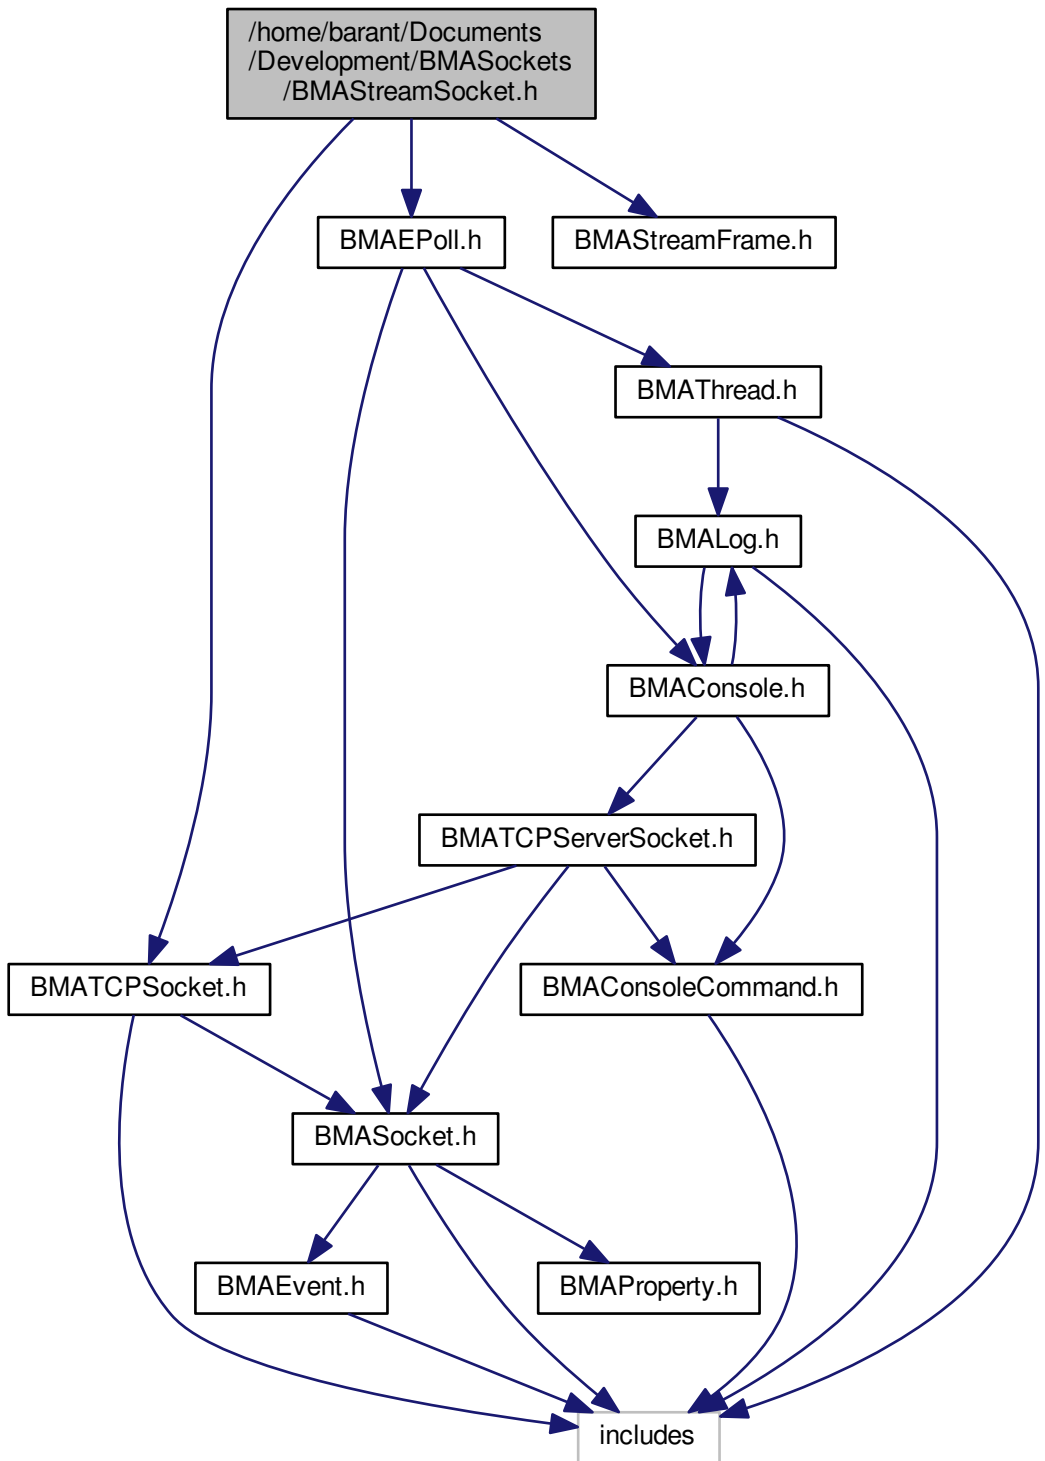 /home/barant/Documents
/Development/BMASockets
/BMAStreamSocket.h
BMAEPoll.h
BMAStreamFrame.h
BMAThread.h
BMALog.h
BMAConsole.h
BMATCPServerSocket.h
BMATCPSocket.h
BMAConsoleCommand.h
BMASocket.h
BMAEvent.h
BMAProperty.h
includes